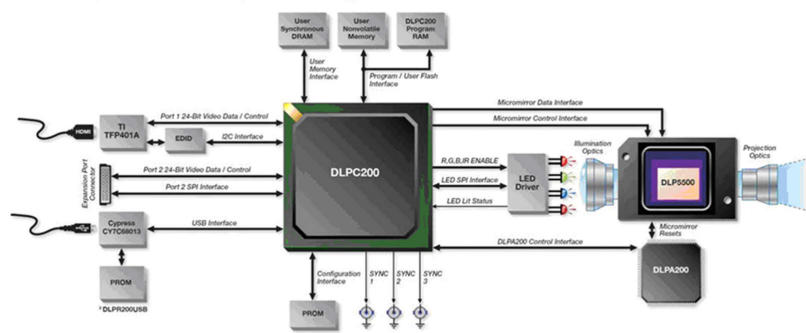 User
Synchronous
DRAM
User
Nonvolatile
Memory
DLPC200
Program
RAM
User
Memory
Interface
Program / User Flash
Interface
HDMI
TI
TFP401A
Port 1 24-Bit Video Data / Control
EDID
I2C Interface
Expansion Port
Connector
Port 2 24-Bit Video Data / Control
Port 2 SPI Interface
Cypress
CY7C68013
USB Interface
PROM
*DLPR200USB
DLPC200
Configuration
Interface
PROM
SYNC
1
SYNC
2
SYNC
3
Micromirror Data Interface
Micromirror Control Interface
R,G,B,IR ENABLE
LED SPI Interface
LED Lit Status
LED
Driver
Illumination
Optics
DLP5500
Projection
Optics
Micromirror
Resets
DLPA200 Control Interface
DLPA200